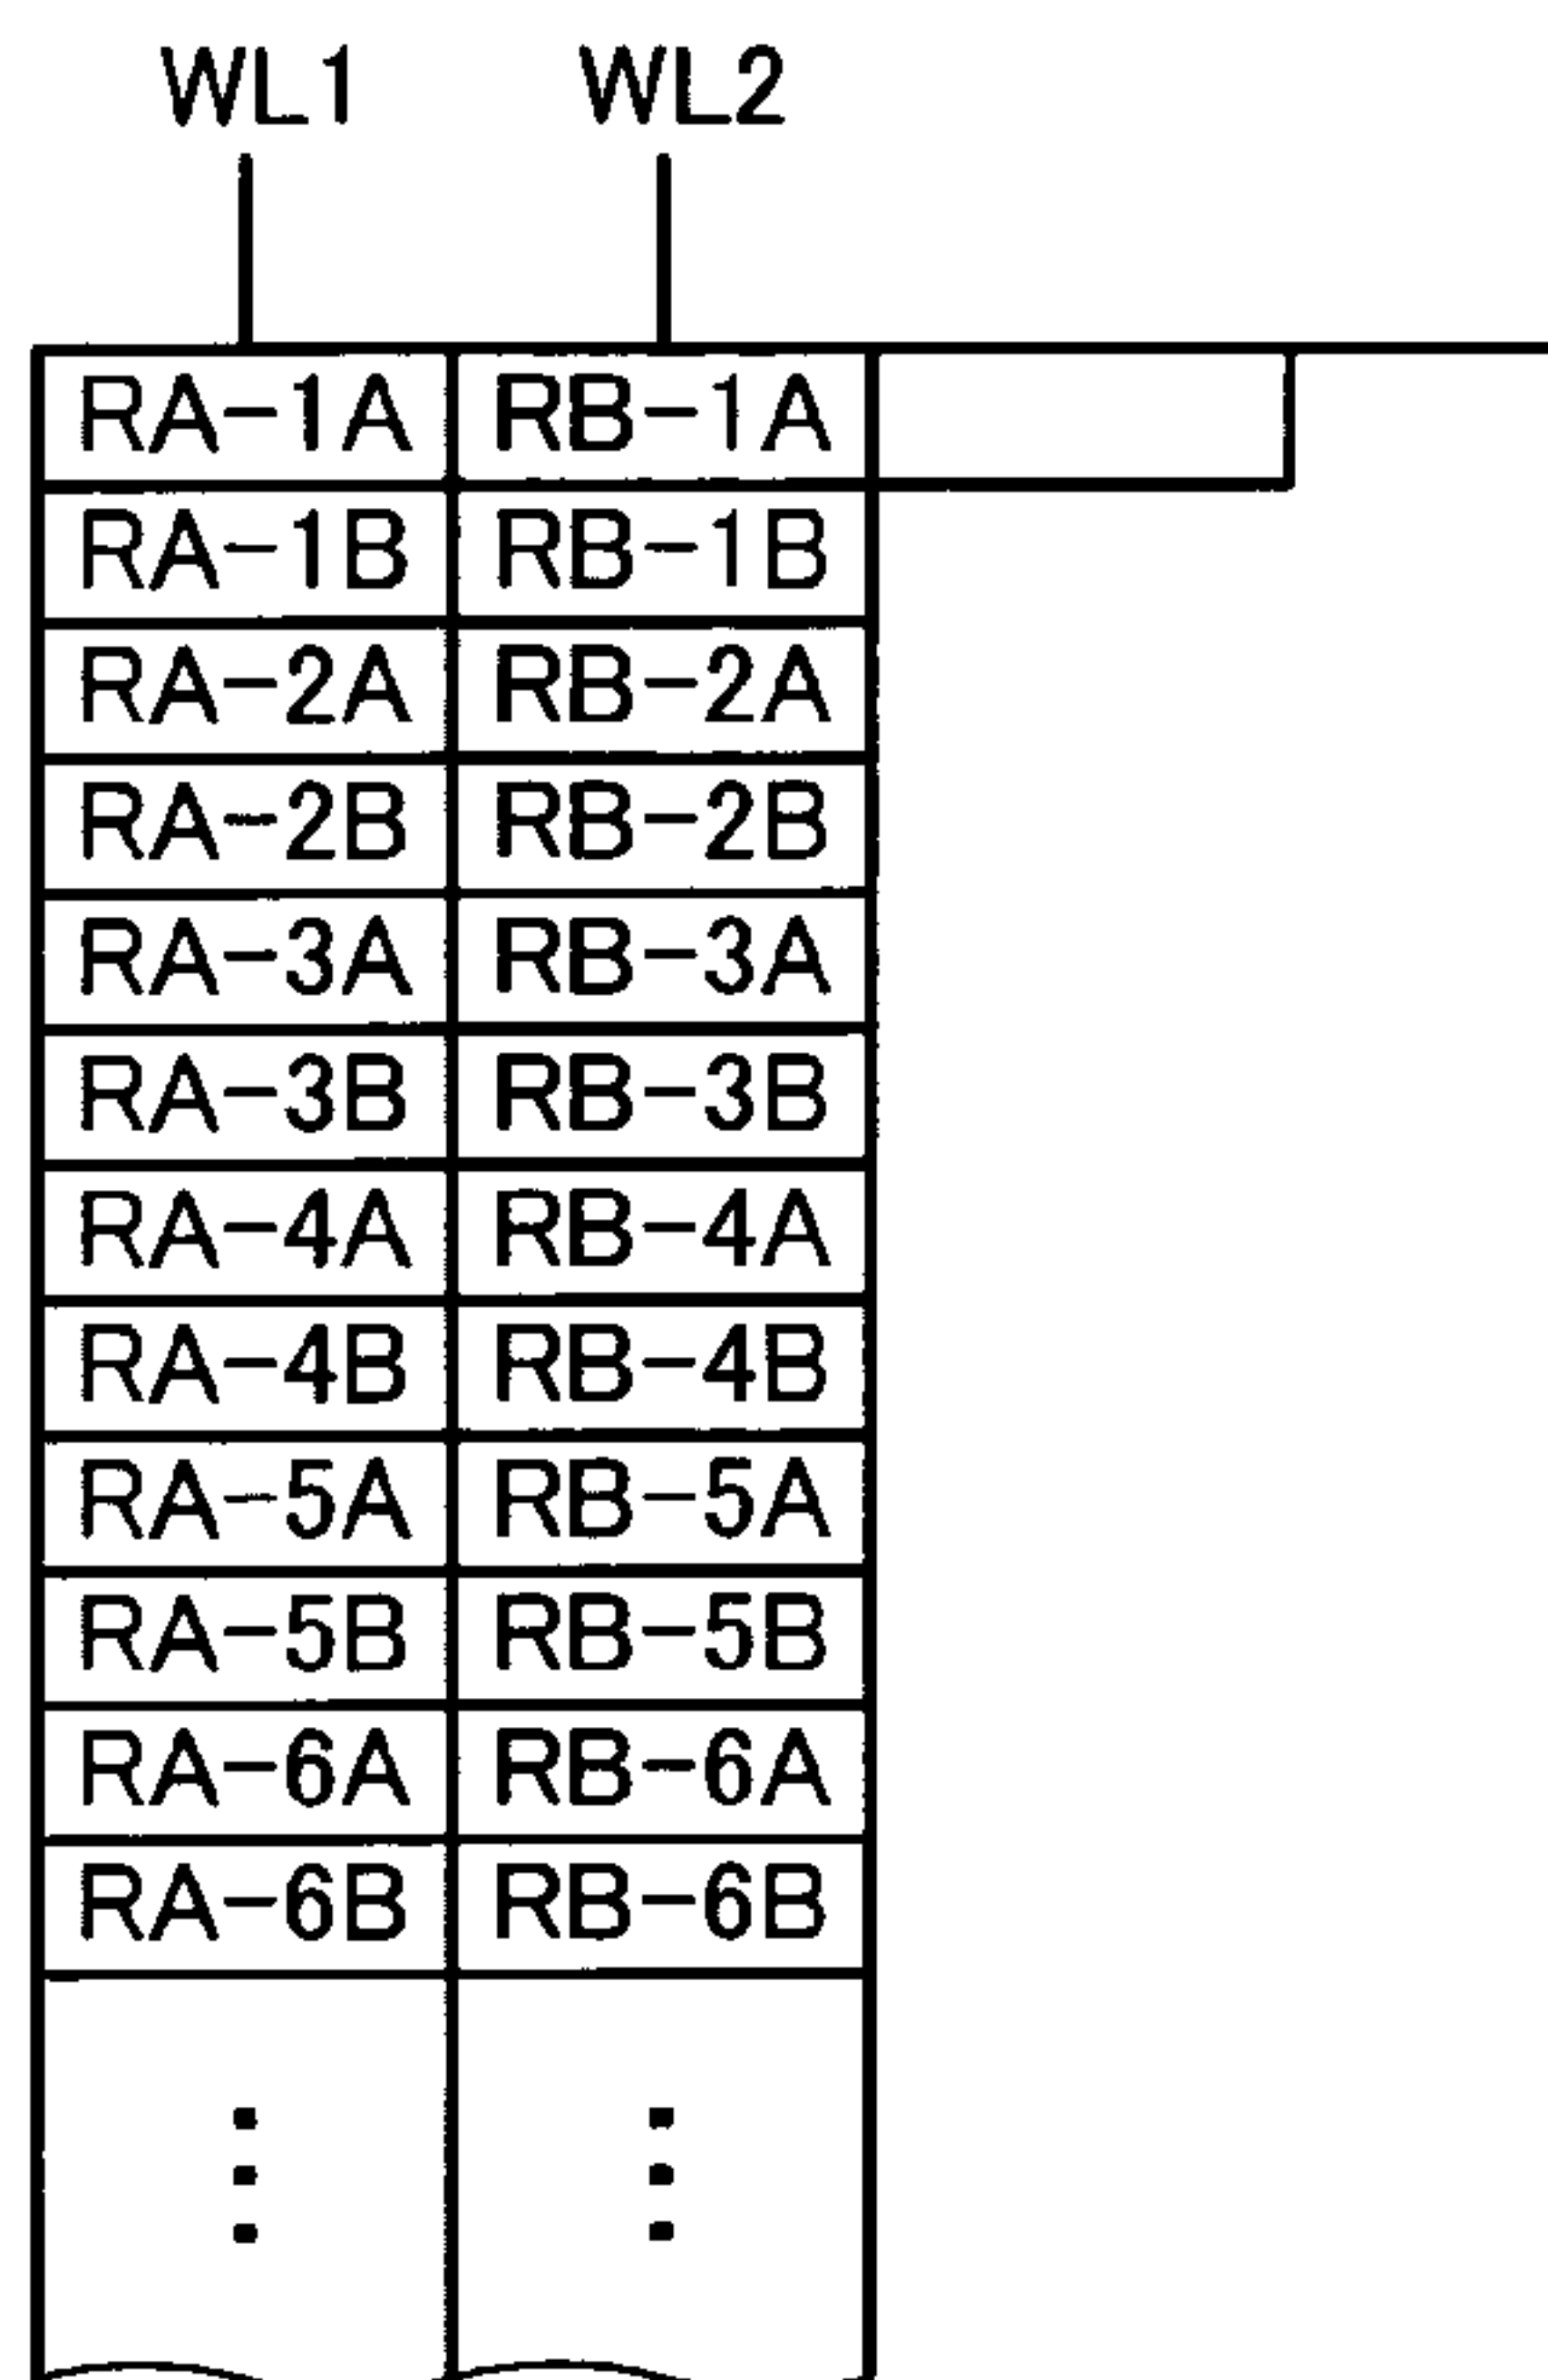 WL1 WL2
RA-1A RB-1A
RA-1B RB-1B
RA-2A RB-2A
RA-2B RB-2B
RA-3A RB-3A
RA-3B RB-3B
RA-4A RB-4A
RA-4B RB-4B
RA-5A RB-5A
RA-5B RB-5B
RA-6A RB-6A
RA-6B RB-6B